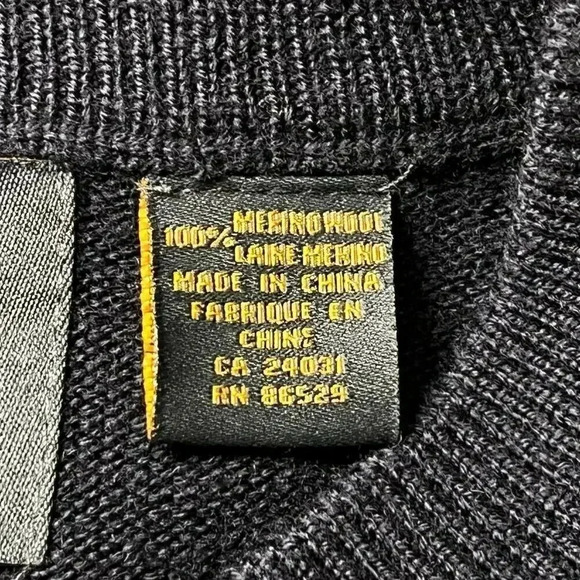 100% MERINO WOOL
LAINE MERINO
MADE IN CHINA
FABRIQUE EN
CHINE
CA 24031
RN 86529